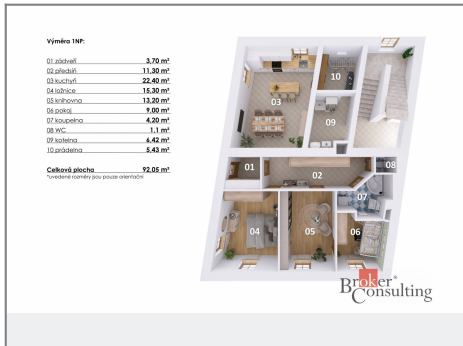 Výměra 1NP:
01 zádveří 3,70 m²
02 předsíň 11,30 m²
03 kuchyň 22,40 m²
04 ložnice 15,30 m²
05 knihovna 13,20 m²
06 pokoj 9,00 m²
07 koupelna 4,20 m²
08 WC 1,1 m²
09 kotelna 6,42 m²
10 prádelna 5,43 m²
Celková plocha 92,05 m²
*uvedené rozměry jsou pouze orientační
10
03
09
01
02
08
07
04
05
06
Broker®
Consulting